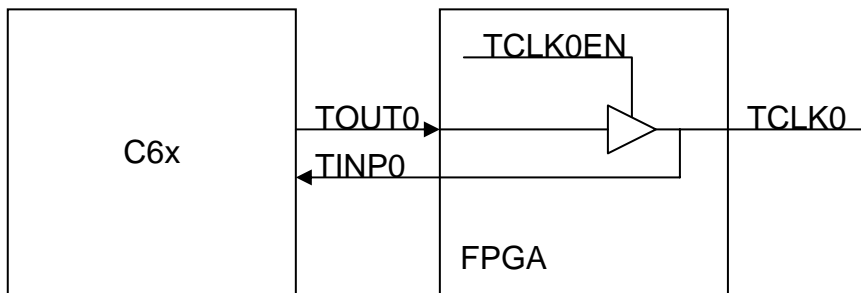 TCLK0EN
TOUT0
TCLK0
C6x
TINP0
FPGA